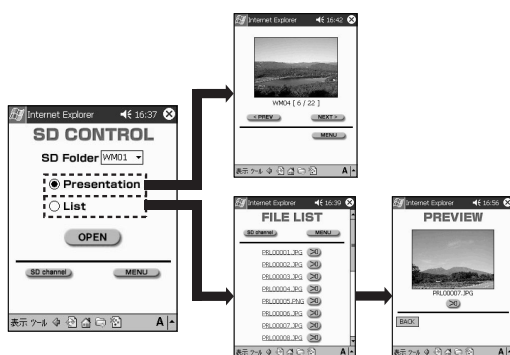 Internet Explorer 16:37
SD CONTROL
SD Folder WM01
Presentation
List
OPEN
SD channel MENU
表示 ツール A
Internet Explorer 16:42
WM04 [ 6 / 22 ]
< PREV NEXT >
MENU
表示 ツール A
Internet Explorer 16:39
FILE LIST
SD channel MENU
PRL00001.JPG
PRL00002.JPG
PRL00003.JPG
PRL00004.JPG
PRL00005.PNG
PRL00006.JPG
PRL00007.JPG
PRL00008.JPG
表示 ツール A
Internet Explorer 16:56
PREVIEW
PRL00007.JPG
BACK
表示 ツール A